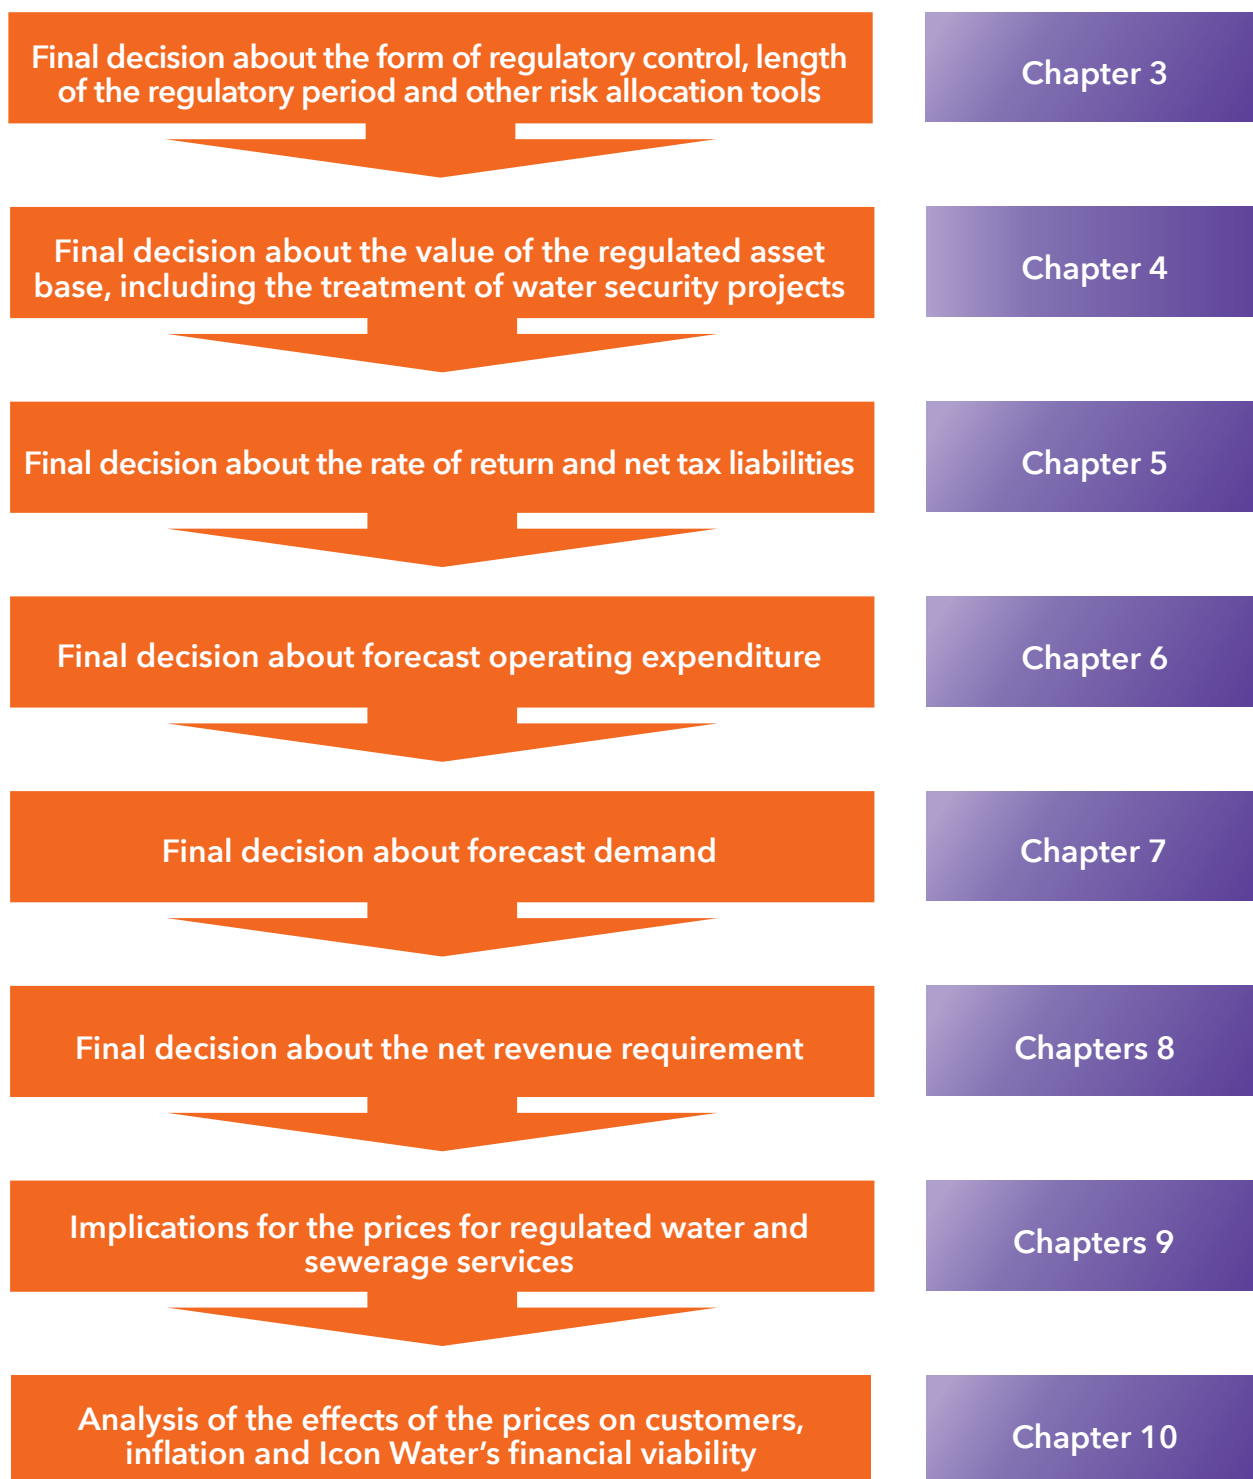 Final decision about the form of regulatory control, length
of the regulatory period and other risk allocation tools
Chapter 3
Final decision about the value of the regulated asset
base, including the treatment of water security projects
Chapter 4
Final decision about the rate of return and net tax liabilities
Chapter 5
Final decision about forecast operating expenditure
Chapter 6
Final decision about forecast demand
Chapter 7
Final decision about the net revenue requirement
Chapters 8
Implications for the prices for regulated water and
sewerage services
Chapters 9
Analysis of the effects of the prices on customers,
inflation and Icon Water’s financial viability
Chapter 10